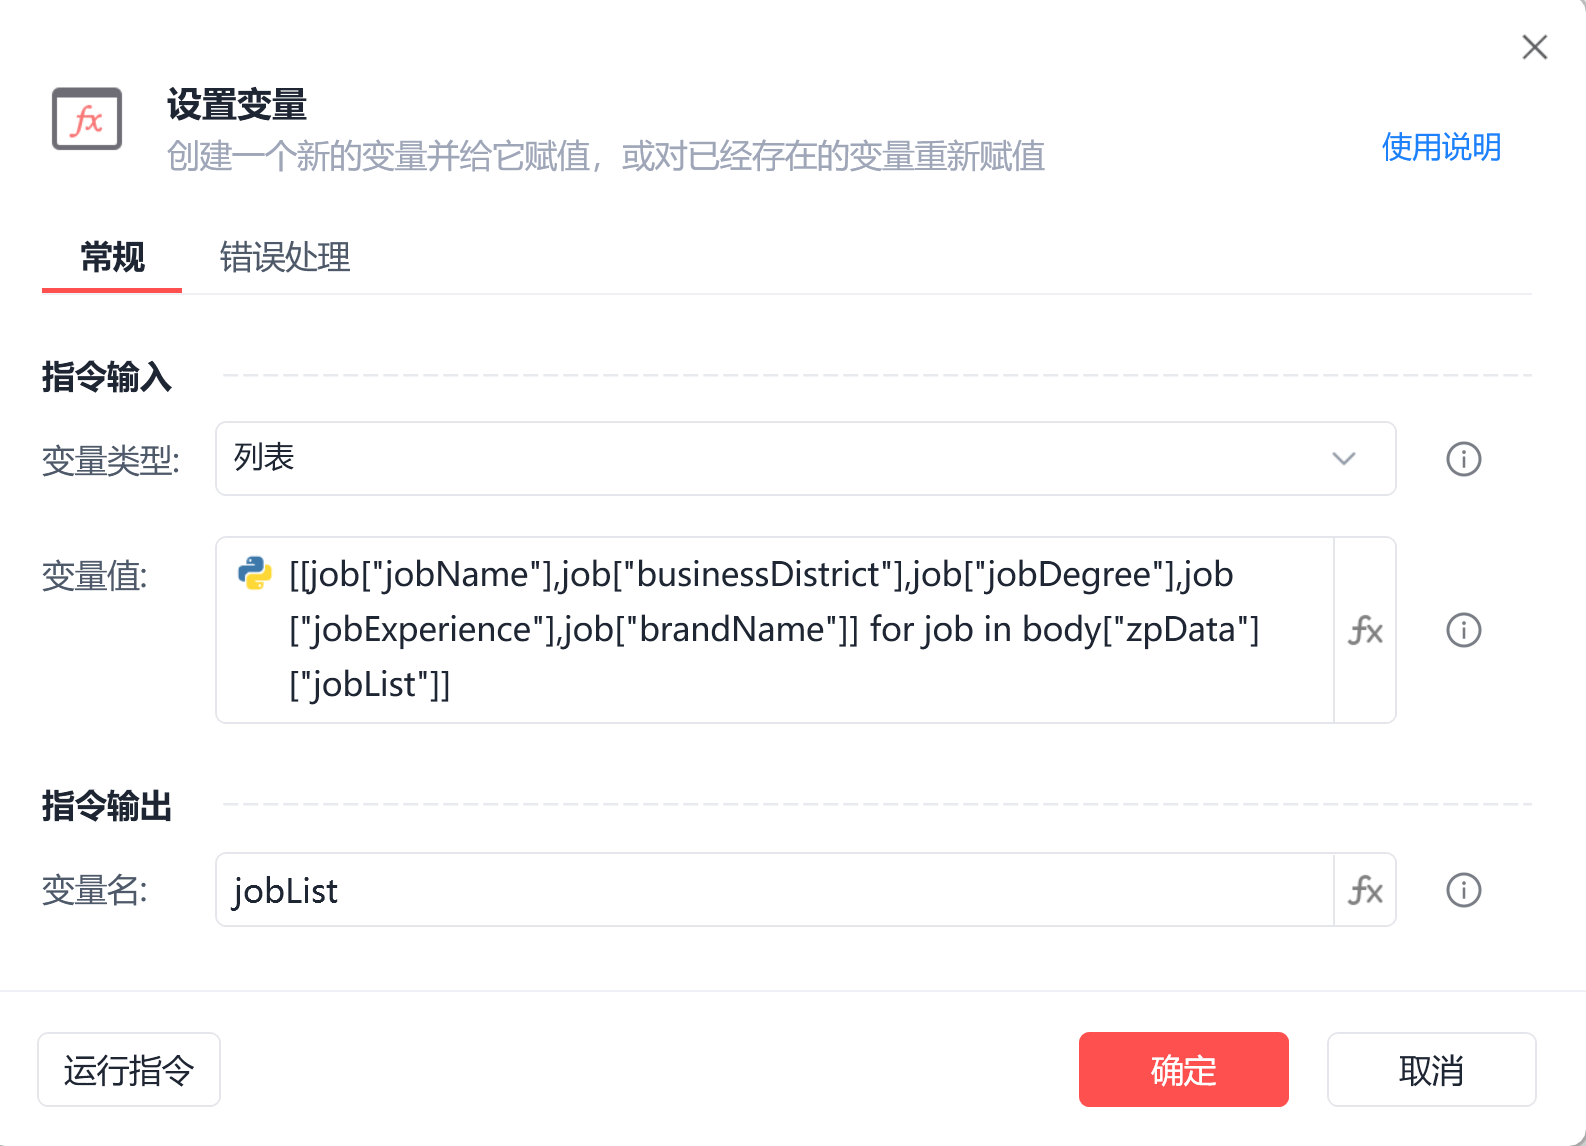 设置变量
创建一个新的变量并给它赋值，或对已经存在的变量重新赋值
使用说明
常规 错误处理
指令输入
变量类型: 列表
变量值: [[job["jobName"],job["businessDistrict"],job["jobDegree"],job
["jobExperience"],job["brandName"]] for job in body["zpData"]
["jobList"]]
fx
指令输出
变量名: jobList fx
运行指令 确定 取消